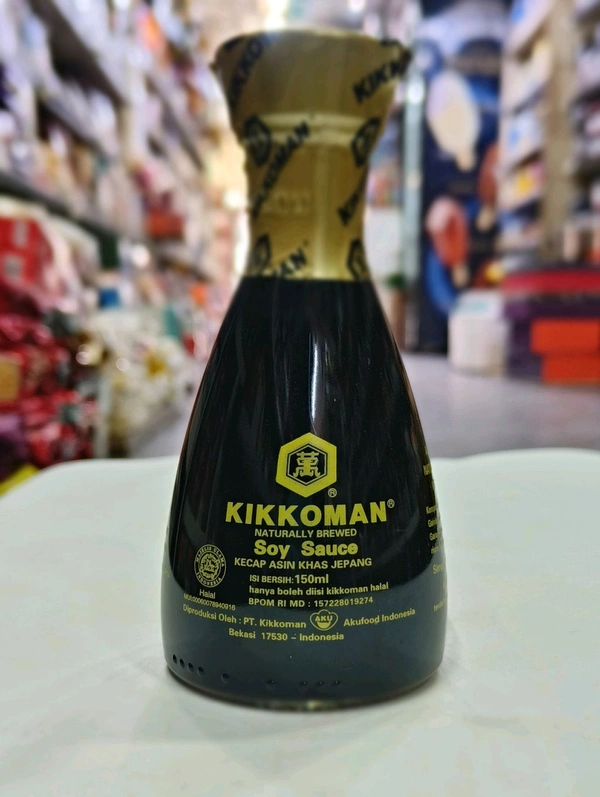 KIKKOMAN
KIKKOMAN
萬
KIKKOMAN®
NATURALLY BREWED
Soy Sauce
KECAP ASIN KHAS JEPANG
ISI BERSIH: 150ml
hanya boleh diisi kikkoman halal
BPOM RI MD : 157228019274
Halal
Diproduksi Oleh : PT. Kikkoman AKU Akufood Indonesia
Bekasi 17530 – Indonesia